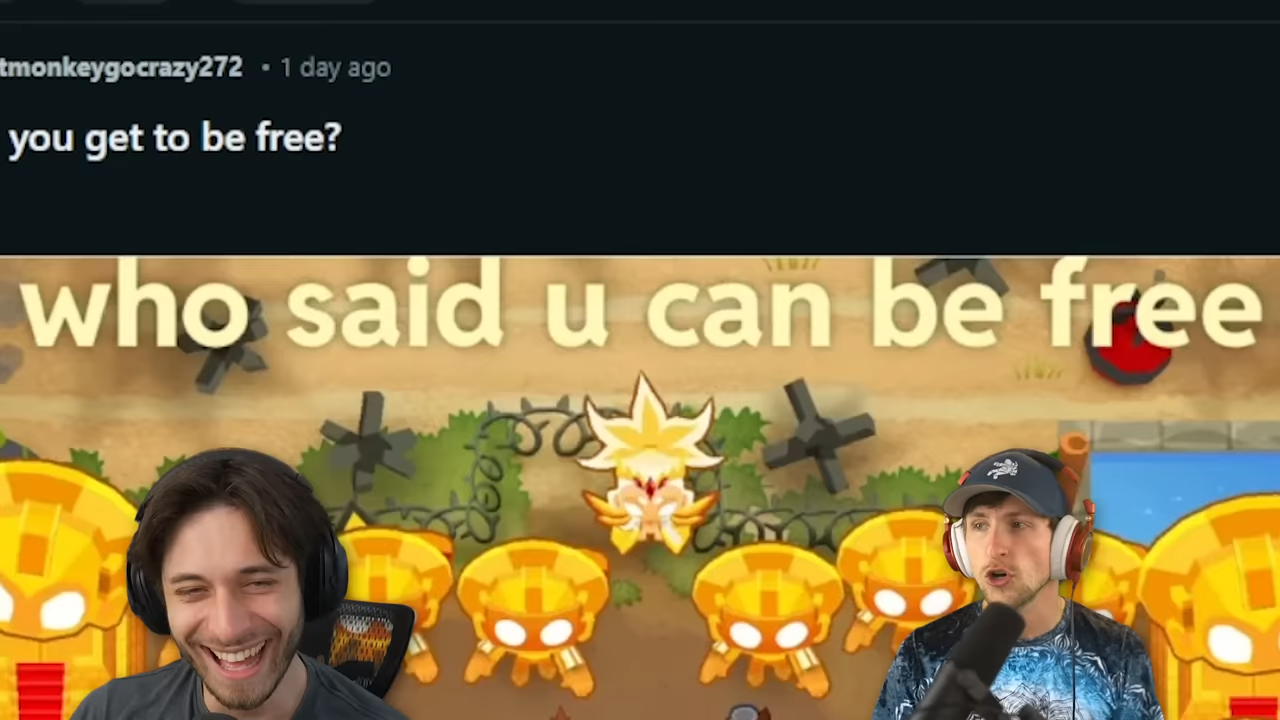 tmonkeygocrazy272 • 1 day ago
you get to be free?
who said u can be free